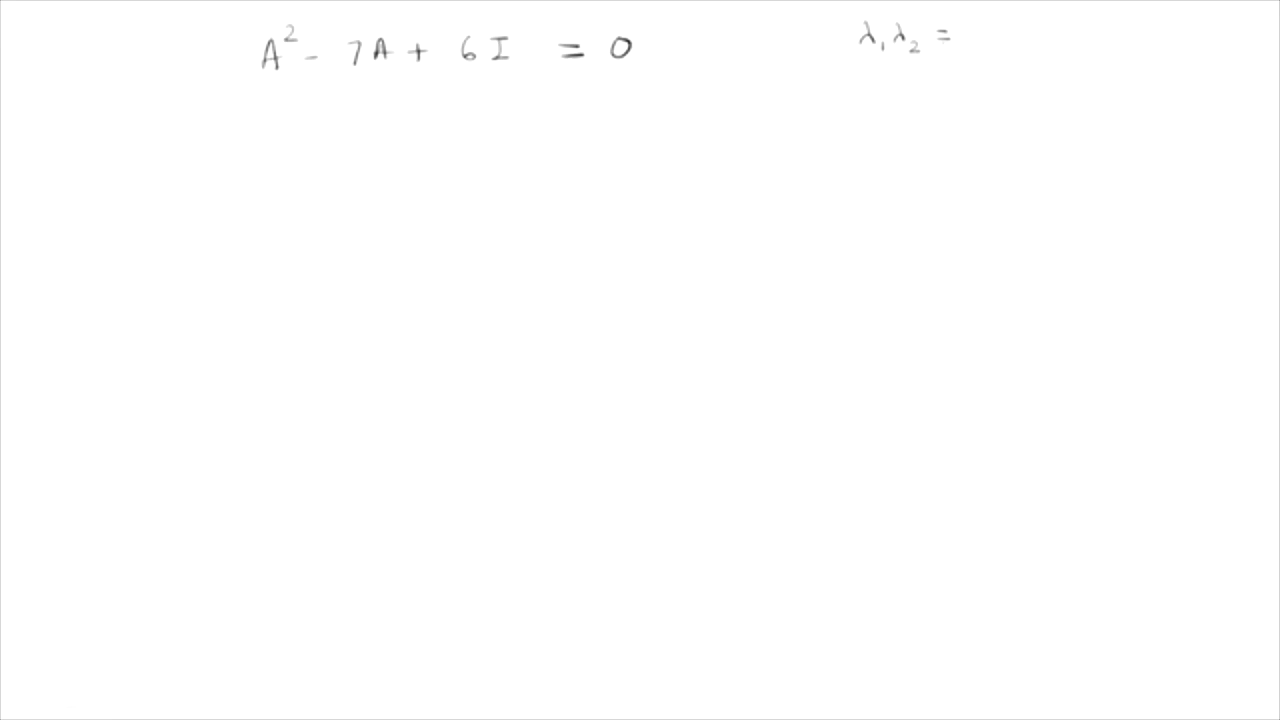 A² - 7A + 6I = 0
λ₁λ₂ =